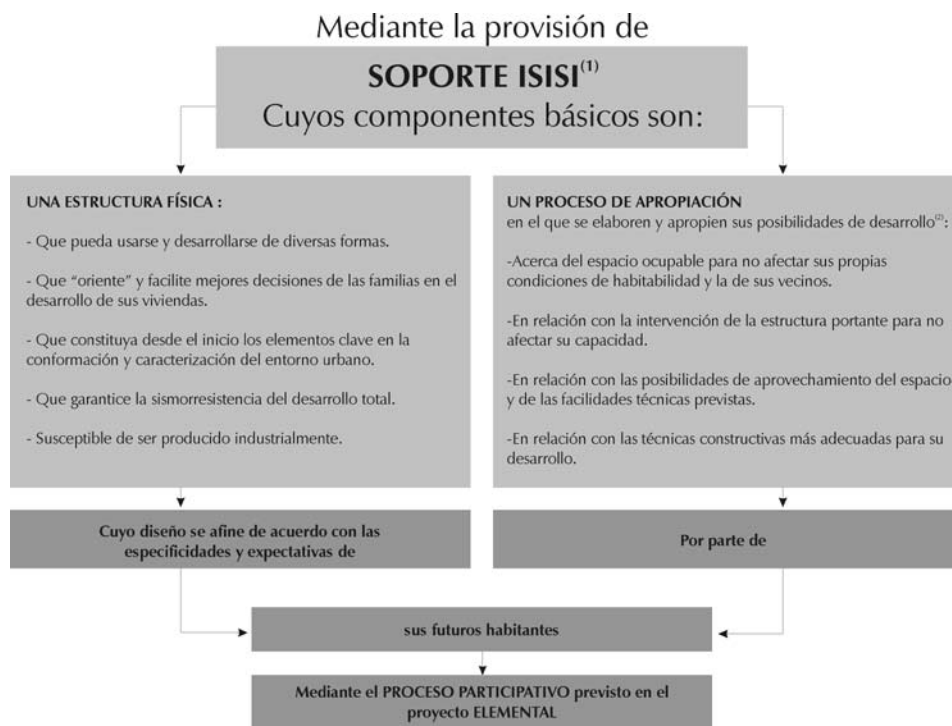 Mediante la provisión de
SOPORTE ISISI(1)
Cuyos componentes básicos son:
UNA ESTRUCTURA FÍSICA :
- Que pueda usarse y desarrollarse de diversas formas.
- Que “oriente” y facilite mejores decisiones de las familias en el
desarrollo de sus viviendas.
- Que constituya desde el inicio los elementos clave en la
conformación y caracterización del entorno urbano.
- Que garantice la sismorresistencia del desarrollo total.
- Susceptible de ser producido industrialmente.
UN PROCESO DE APROPIACIÓN
en el que se elaboren y apropien sus posibilidades de desarrollo(2):
-Acerca del espacio ocupable para no afectar sus propias
condiciones de habitabilidad y la de sus vecinos.
-En relación con la intervención de la estructura portante para no
afectar su capacidad.
-En relación con las posibilidades de aprovechamiento del espacio
y de las facilidades técnicas previstas.
-En relación con las técnicas constructivas más adecuadas para su
desarrollo.
Cuyo diseño se afine de acuerdo con las
especificidades y expectativas de
Por parte de
sus futuros habitantes
Mediante el PROCESO PARTICIPATIVO previsto en el
proyecto ELEMENTAL